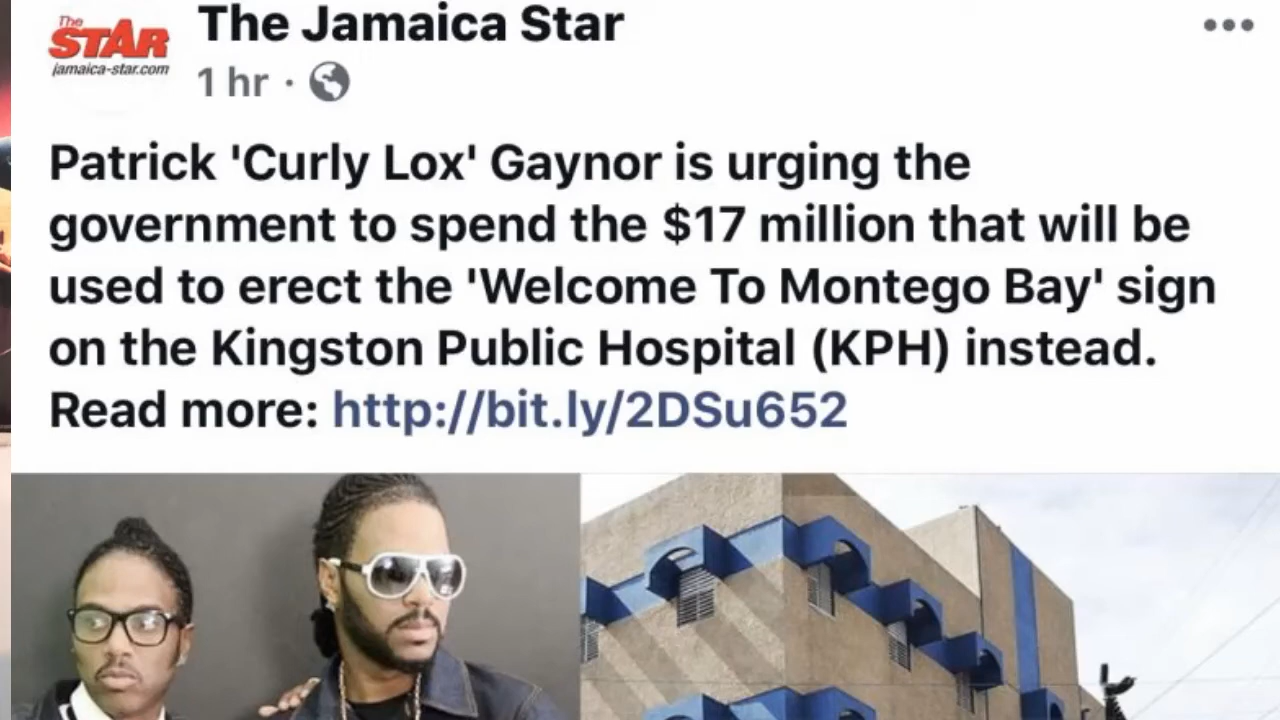 The
STAR
jamaica-star.com
The Jamaica Star
1 hr ·
Patrick 'Curly Lox' Gaynor is urging the
government to spend the $17 million that will be
used to erect the 'Welcome To Montego Bay' sign
on the Kingston Public Hospital (KPH) instead.
Read more: http://bit.ly/2DSu652